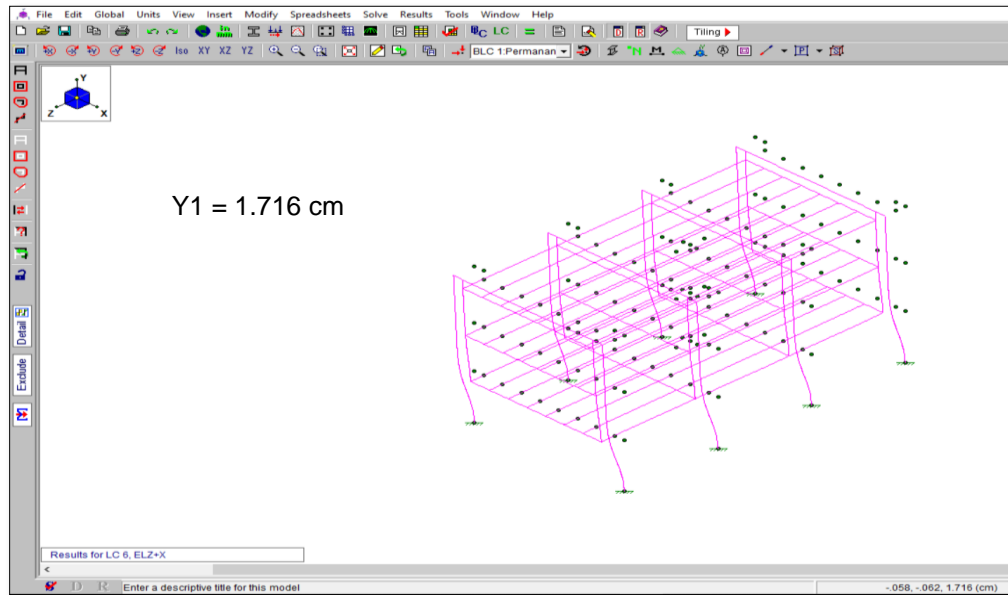 File Edit Global Units View Insert Modify Spreadsheets Solve Results Tools Window Help
BC LC = Tiling
Iso XY XZ YZ BLC 1:Permanan N M P
Y
Z X
Y1 = 1.716 cm
Detail
Exclude
Results for LC 6, ELZ+X
D R Enter a descriptive title for this model -.058, -.062, 1.716 (cm)